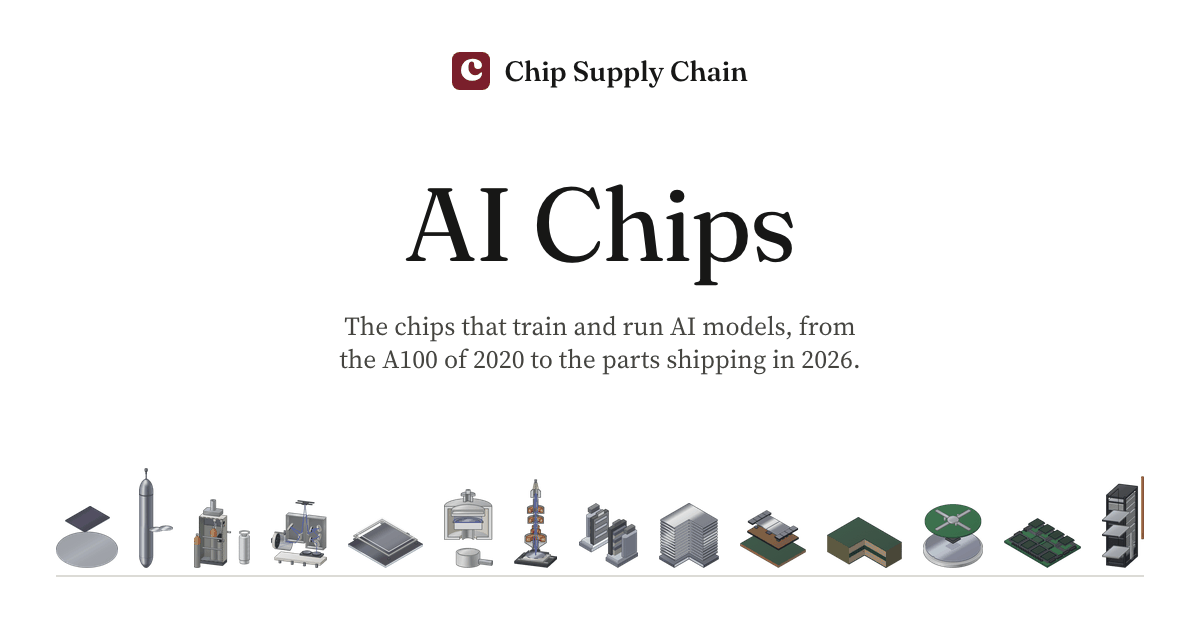 C Chip Supply Chain
AI Chips
The chips that train and run AI models, from
the A100 of 2020 to the parts shipping in 2026.